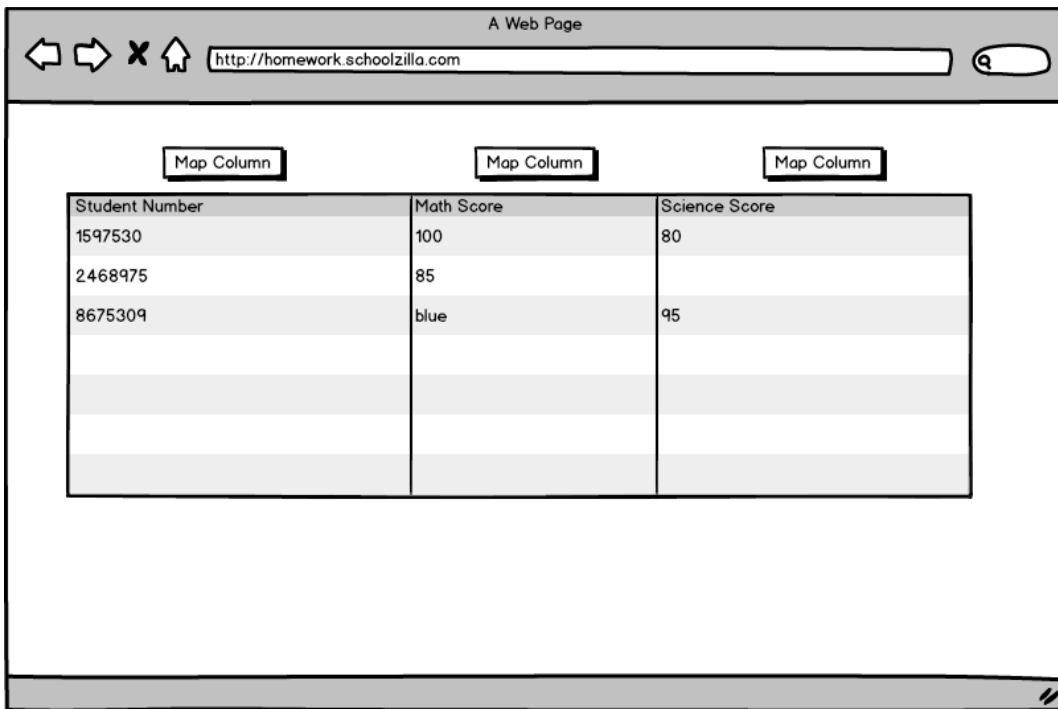 A Web Page
http://homework.schoolzilla.com
Map Column Map Column Map Column
Student Number Math Score Science Score
1597530 100 80
2468975 85
8675309 blue 95